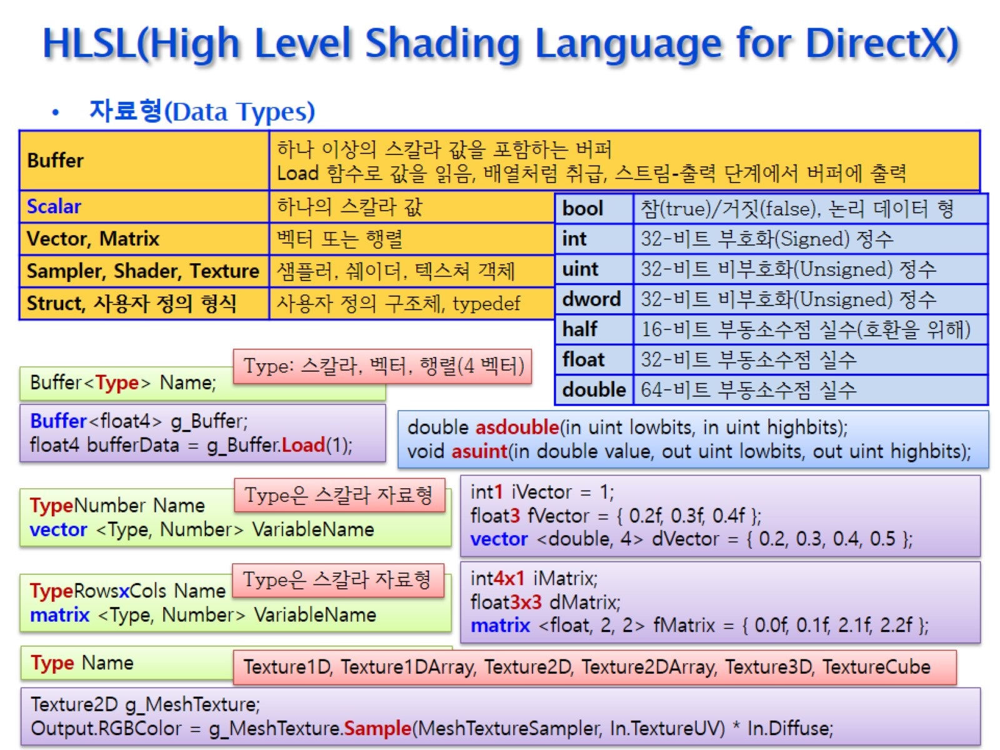 HLSL(High Level Shading Language for DirectX)
• 자료형(Data Types)
Buffer
하나 이상의 스칼라 값을 포함하는 버퍼
Load 함수로 값을 읽음, 배열처럼 취급, 스트림-출력 단계에서 버퍼에 출력
Scalar
하나의 스칼라 값
Vector, Matrix
벡터 또는 행렬
Sampler, Shader, Texture
샘플러, 쉐이더, 텍스쳐 객체
Struct, 사용자 정의 형식
사용자 정의 구조체, typedef
bool 참(true)/거짓(false), 논리 데이터 형
int 32-비트 부호화(Signed) 정수
uint 32-비트 비부호화(Unsigned) 정수
dword 32-비트 비부호화(Unsigned) 정수
half 16-비트 부동소수점 실수(호환을 위해)
float 32-비트 부동소수점 실수
double 64-비트 부동소수점 실수
Type: 스칼라, 벡터, 행렬(4 벡터)
Buffer<Type> Name;
Buffer<float4> g_Buffer;
float4 bufferData = g_Buffer.Load(1);
double asdouble(in uint lowbits, in uint highbits);
void asuint(in double value, out uint lowbits, out uint highbits);
Type은 스칼라 자료형
TypeNumber Name
vector <Type, Number> VariableName
int1 iVector = 1;
float3 fVector = { 0.2f, 0.3f, 0.4f };
vector <double, 4> dVector = { 0.2, 0.3, 0.4, 0.5 };
Type은 스칼라 자료형
TypeRowsxCols Name
matrix <Type, Number> VariableName
int4x1 iMatrix;
float3x3 dMatrix;
matrix <float, 2, 2> fMatrix = { 0.0f, 0.1f, 2.1f, 2.2f };
Type Name
Texture1D, Texture1DArray, Texture2D, Texture2DArray, Texture3D, TextureCube
Texture2D g_MeshTexture;
Output.RGBColor = g_MeshTexture.Sample(MeshTextureSampler, In.TextureUV) * In.Diffuse;